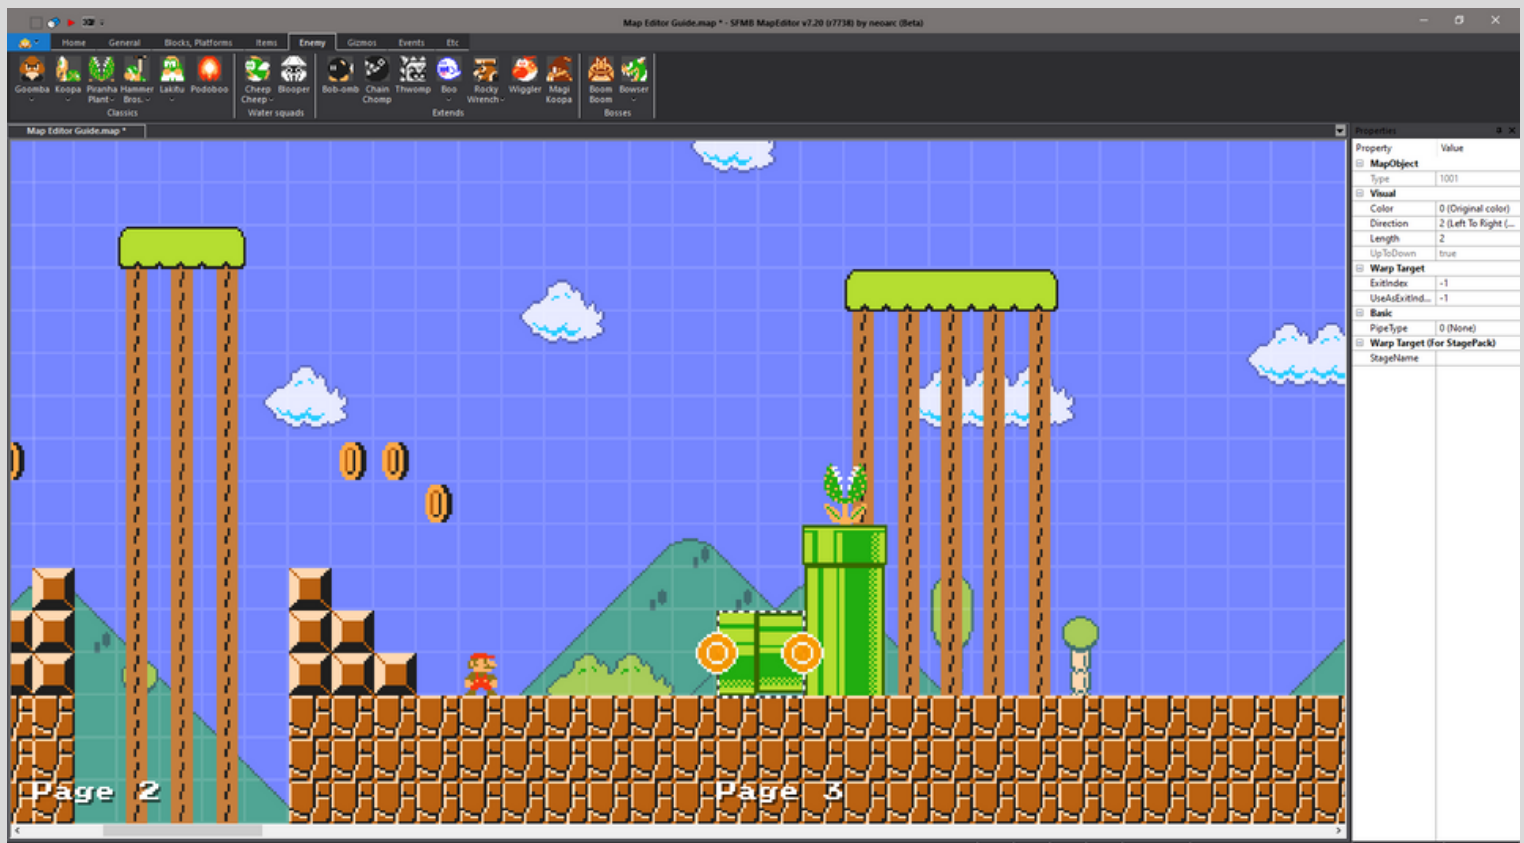 Map Editor Guide.map * - SFMB MapEditor v7.20 (r7738) by neoarc (Beta)
Home General Blocks, Platforms Items Enemy Gizmos Events Etc
Goomba Koopa Piranha Plant Hammer Bros. Lakitu Podoboo
Classics
Cheep Cheep Blooper
Water squads
Bob-omb Chain Chomp Thwomp Boo Rocky Wrench Wiggler Magi Koopa
Extends
Boom Boom Bowser
Bosses
Map Editor Guide.map *
Page 2
Page 3
Properties
Property Value
MapObject
Type 1001
Visual
Color 0 (Original color)
Direction 2 (Left To Right (...
Length 2
UpToDown true
Warp Target
ExitIndex -1
UseAsExitInd... -1
Basic
PipeType 0 (None)
Warp Target (For StagePack)
StageName